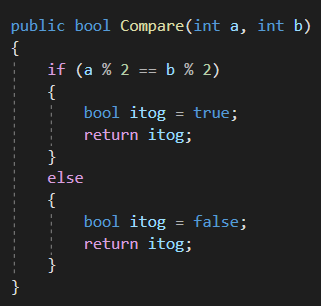 public bool Compare(int a, int b)
{
    if (a % 2 == b % 2)
    {
        bool itog = true;
        return itog;
    }
    else
    {
        bool itog = false;
        return itog;
    }
}